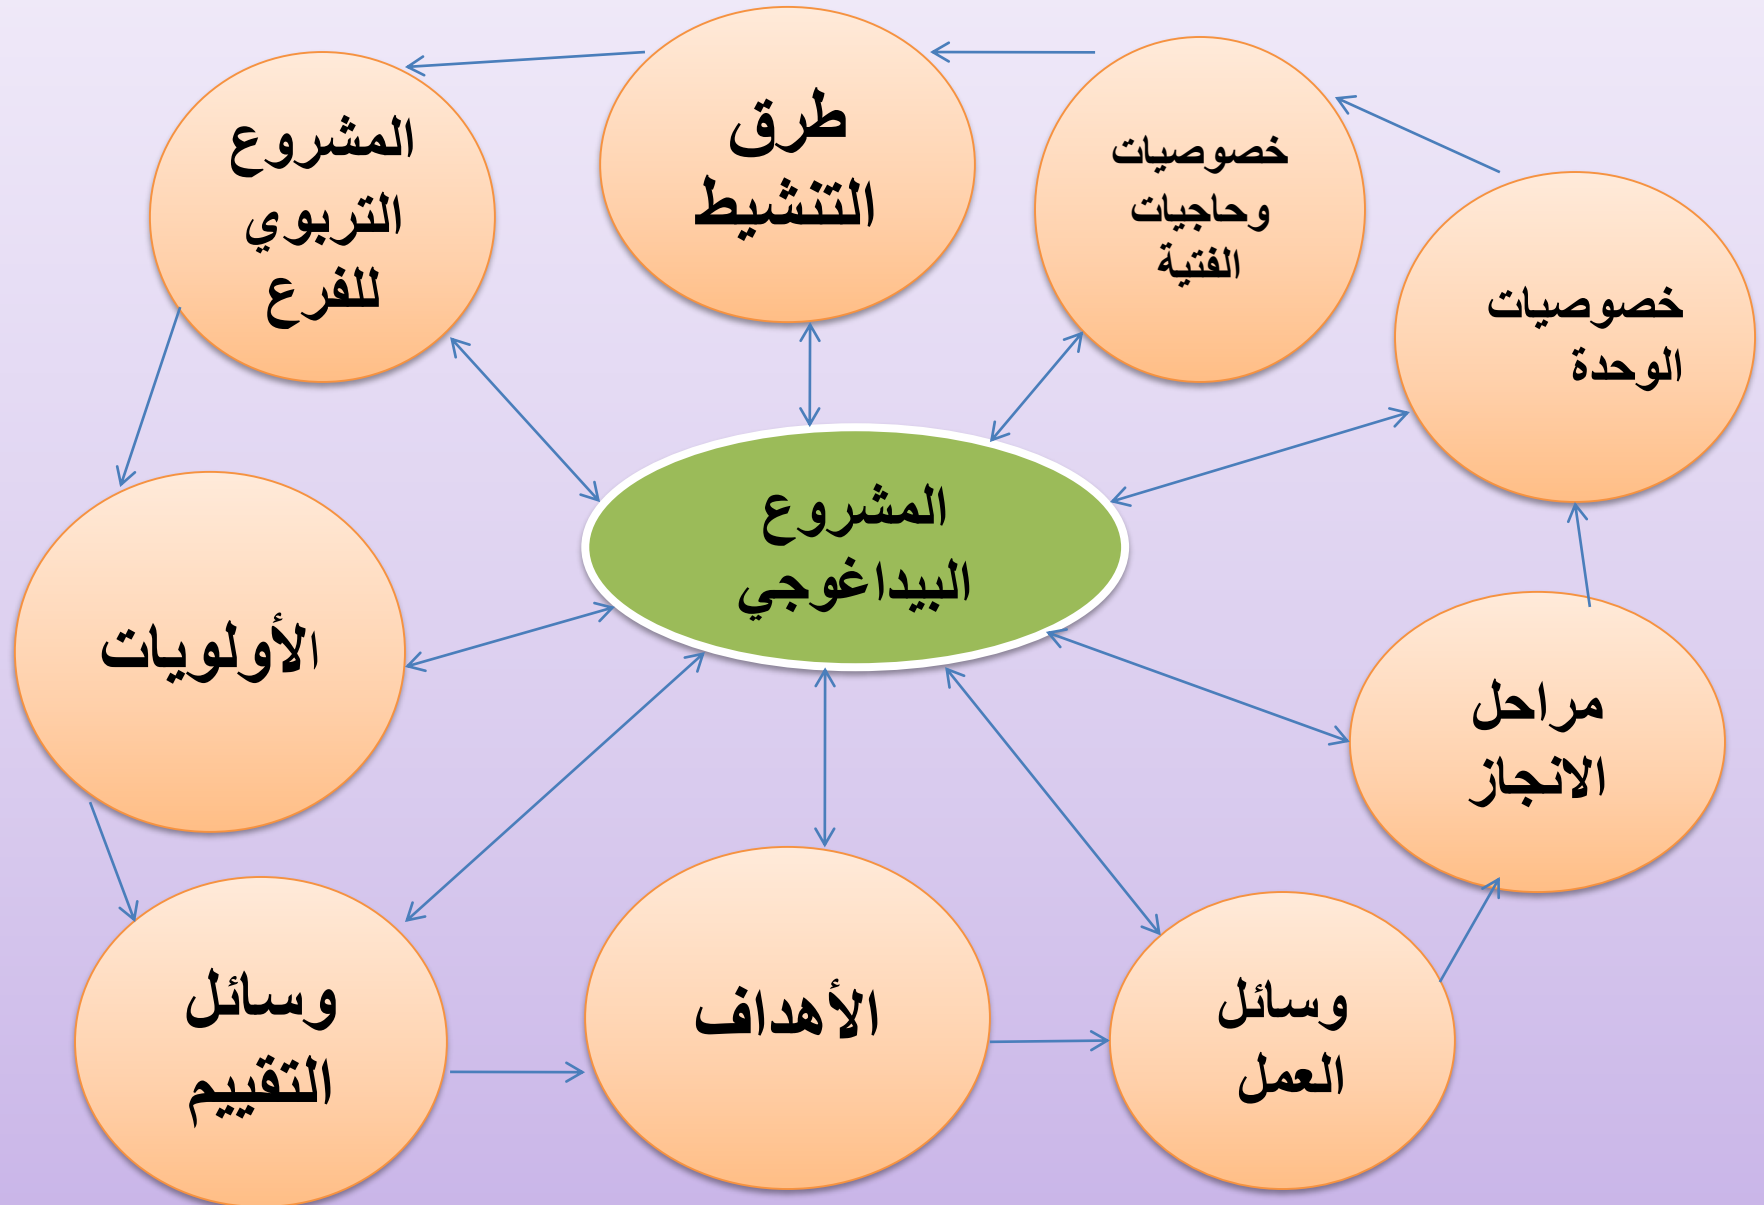 طرق
التنشيط
خصوصيات
وحاجيات
الفتية
المشروع
التربوي
للفرع
خصوصيات
الوحدة
المشروع
البيداغوجي
الأولويات
مراحل
الانجاز
وسائل
العمل
الأهداف
وسائل
التقييم